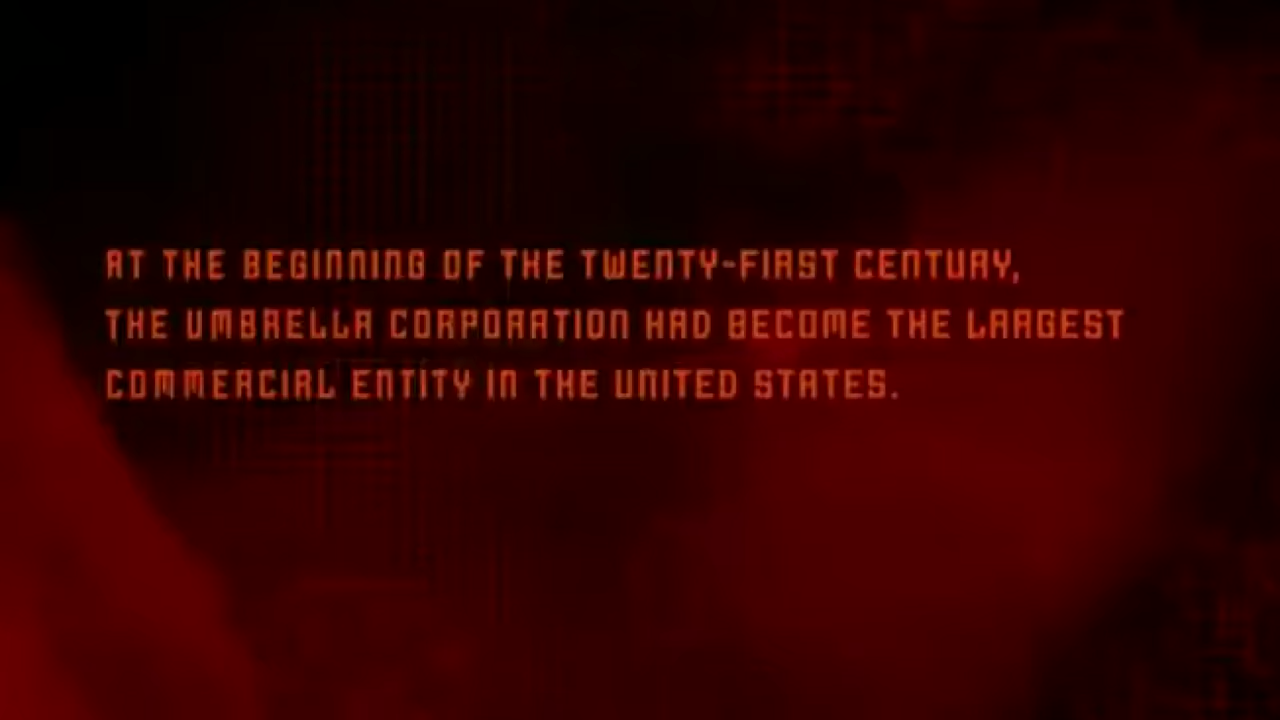 AT THE BEGINNING OF THE TWENTY-FIRST CENTURY,
THE UMBRELLA CORPORATION HAD BECOME THE LARGEST
COMMERCIAL ENTITY IN THE UNITED STATES.